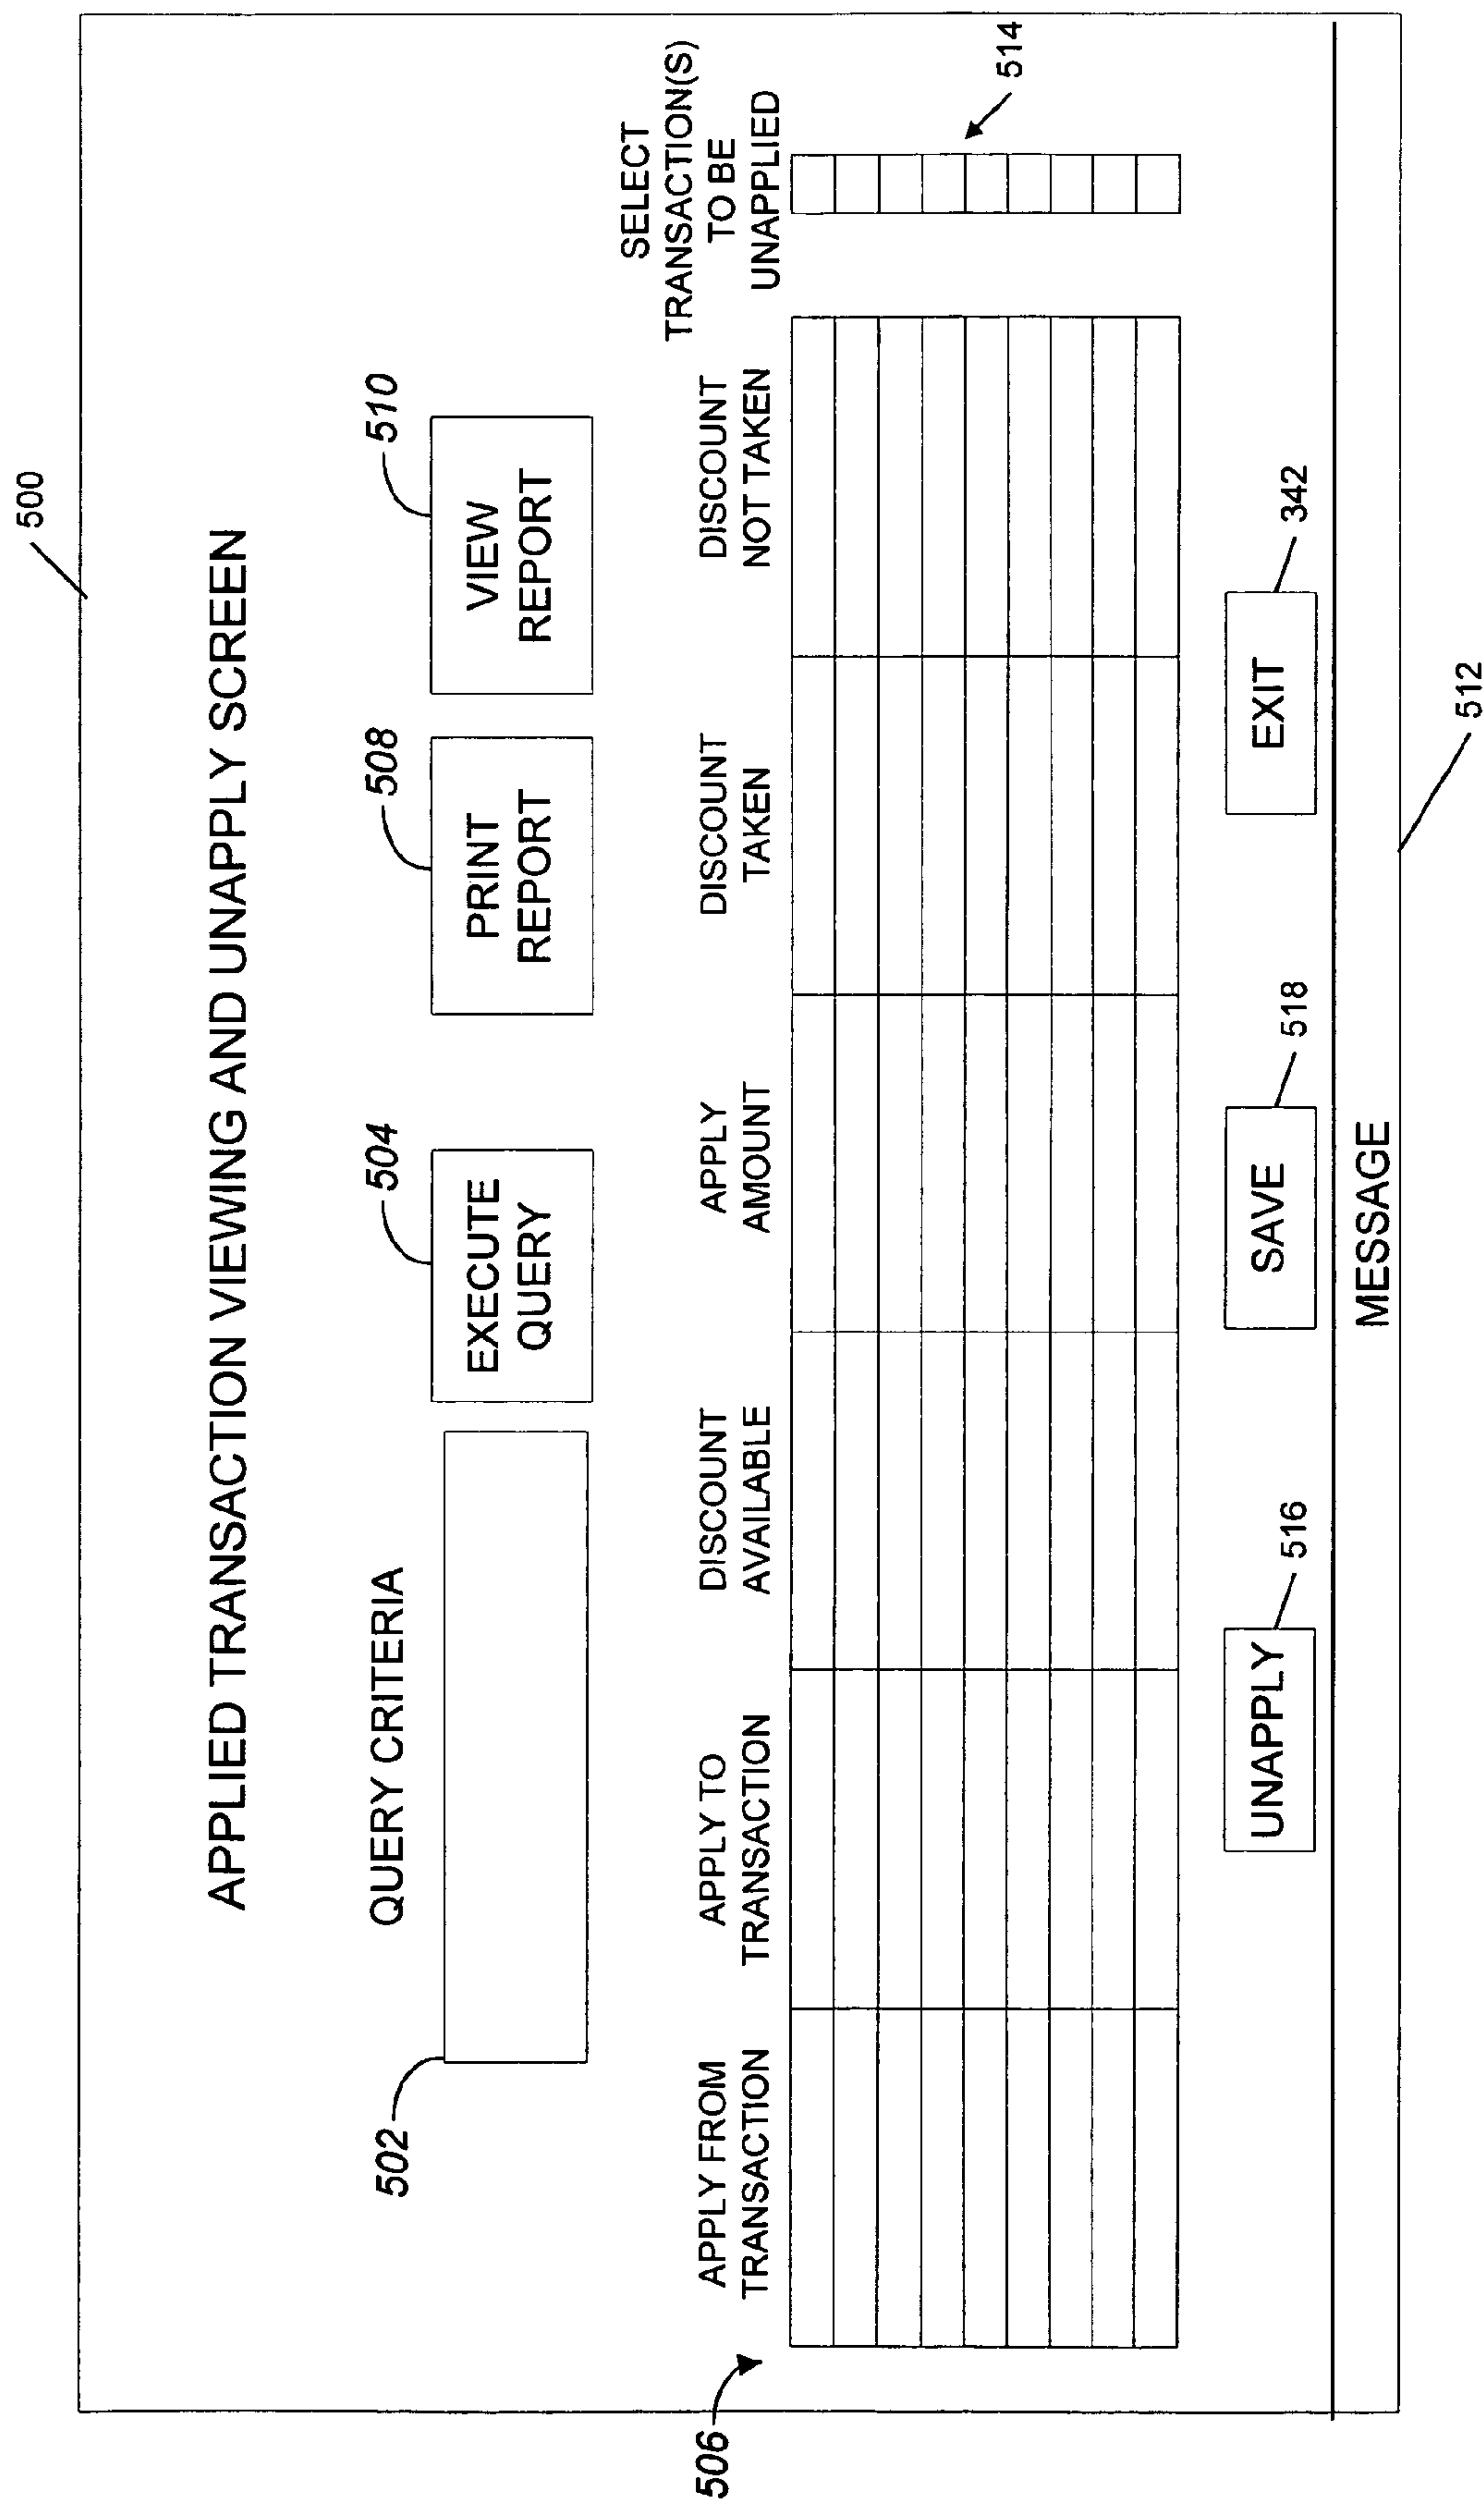 500
APPLIED TRANSACTION VIEWING AND UNAPPLY SCREEN
502
QUERY CRITERIA
504
EXECUTE
QUERY
508
PRINT
REPORT
510
VIEW
REPORT
506
APPLY FROM
TRANSACTION
APPLY TO
TRANSACTION
DISCOUNT
AVAILABLE
APPLY
AMOUNT
DISCOUNT
TAKEN
DISCOUNT
NOT TAKEN
SELECT
TRANSACTION(S)
TO BE
UNAPPLIED
514
UNAPPLY
516
SAVE
518
EXIT
342
MESSAGE
512